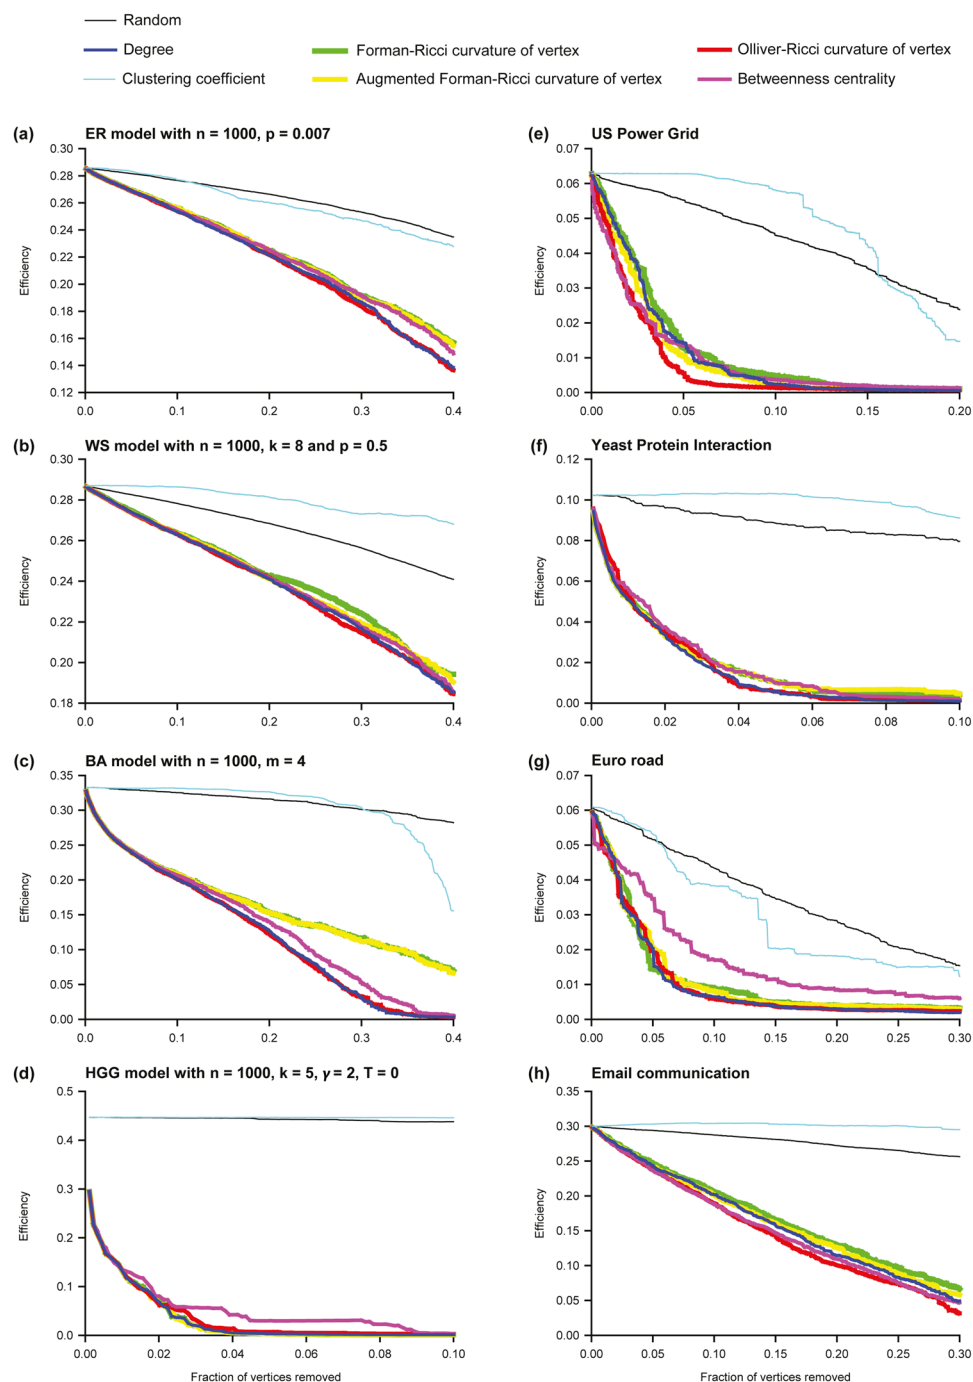 Random
Degree
Forman-Ricci curvature of vertex
Olliver-Ricci curvature of vertex
Clustering coefficient
Augmented Forman-Ricci curvature of vertex
Betweenness centrality
(a) ER model with n = 1000, p = 0.007
0.30
0.28
0.26
0.24
0.22
0.20
0.18
0.16
0.14
0.12
Efficiency
0.0 0.1 0.2 0.3 0.4
(e) US Power Grid
0.07
0.06
0.05
0.04
0.03
0.02
0.01
0.00
Efficiency
0.00 0.05 0.10 0.15 0.20
(b) WS model with n = 1000, k = 8 and p = 0.5
0.30
0.28
0.26
0.24
0.22
0.20
0.18
Efficiency
0.0 0.1 0.2 0.3 0.4
(f) Yeast Protein Interaction
0.12
0.10
0.08
0.06
0.04
0.02
0.00
Efficiency
0.00 0.02 0.04 0.06 0.08 0.10
(c) BA model with n = 1000, m = 4
0.35
0.30
0.25
0.20
0.15
0.10
0.05
0.00
Efficiency
0.0 0.1 0.2 0.3 0.4
(g) Euro road
0.07
0.06
0.05
0.04
0.03
0.02
0.01
0.00
Efficiency
0.00 0.05 0.10 0.15 0.20 0.25 0.30
(d) HGG model with n = 1000, k = 5, γ = 2, T = 0
0.5
0.4
0.3
0.2
0.1
0.0
Efficiency
0.00 0.02 0.04 0.06 0.08 0.10
Fraction of vertices removed
(h) Email communication
0.35
0.30
0.25
0.20
0.15
0.10
0.05
0.00
Efficiency
0.00 0.05 0.10 0.15 0.20 0.25 0.30
Fraction of vertices removed